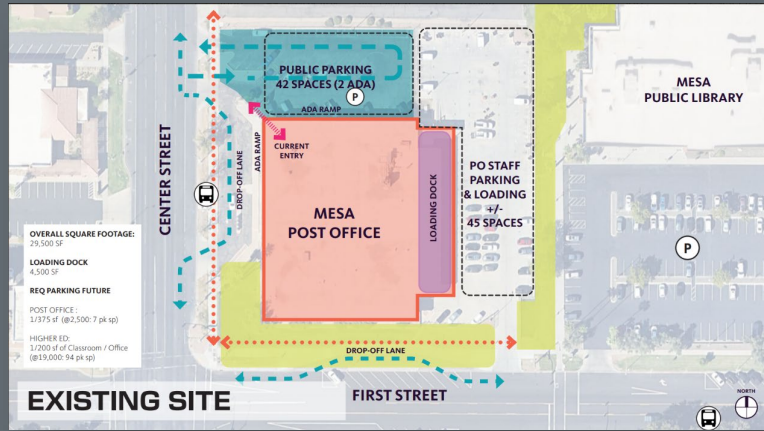 PUBLIC PARKING
42 SPACES (2 ADA)
P
ADA RAMP
MESA
PUBLIC LIBRARY
CURRENT
ENTRY
ADA RAMP
DROP-OFF LANE
CENTER STREET
MESA
POST OFFICE
LOADING DOCK
PO STAFF
PARKING
& LOADING
+/-
45 SPACES
P
OVERALL SQUARE FOOTAGE:
29,500 SF
LOADING DOCK
4,500 SF
REQ PARKING FUTURE
POST OFFICE :
1/375 sf (@2,500: 7 pk sp)
HIGHER ED:
1/200 sf of Classroom / Office
(@19,000: 94 pk sp)
DROP-OFF LANE
EXISTING SITE
FIRST STREET
NORTH